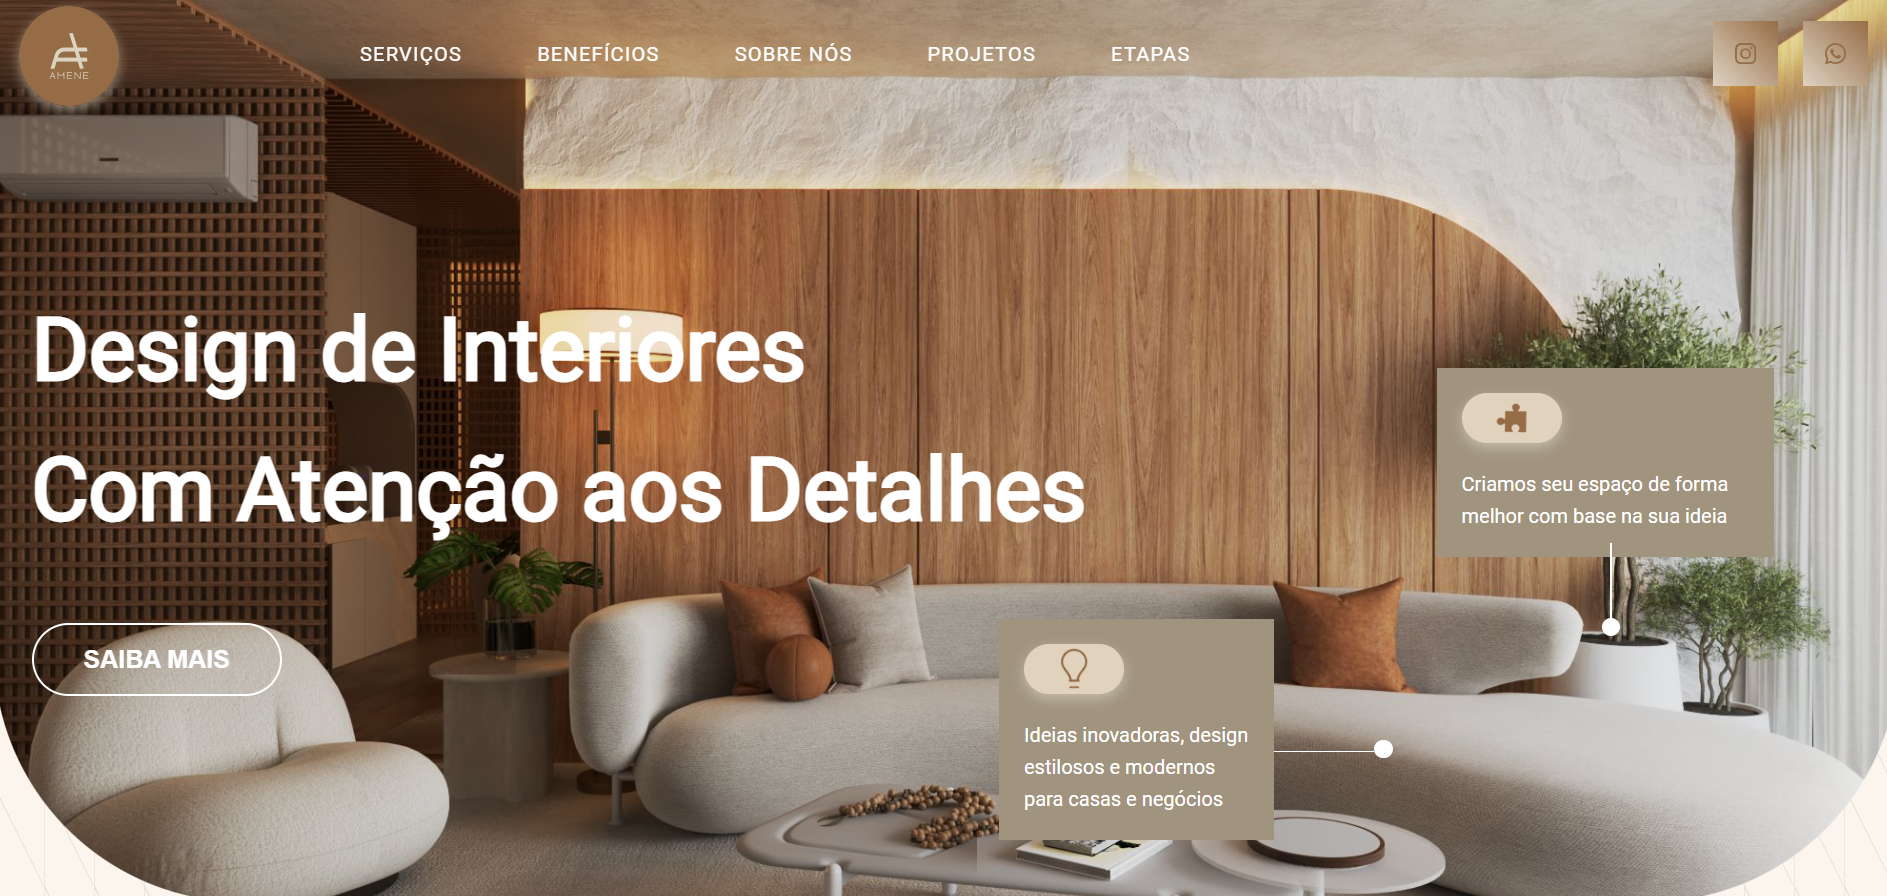 AMENE
SERVIÇOS
BENEFÍCIOS
SOBRE NÓS
PROJETOS
ETAPAS
Design de Interiores
Com Atenção aos Detalhes
SAIBA MAIS
Criamos seu espaço de forma
melhor com base na sua ideia
Ideias inovadoras, design
estilosos e modernos
para casas e negócios